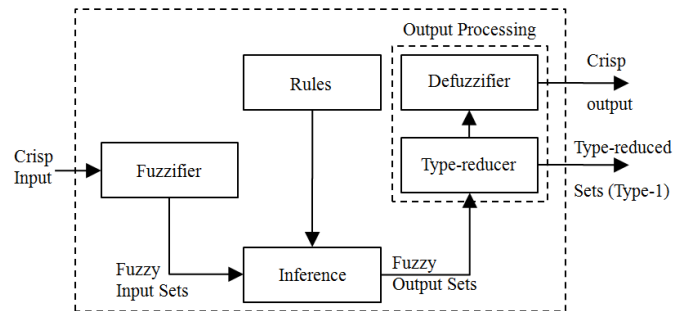 Output Processing
Rules
Defuzzifier
Crisp
output
Crisp
Input
Fuzzifier
Type-reducer
Type-reduced
Sets (Type-1)
Fuzzy
Input Sets
Inference
Fuzzy
Output Sets